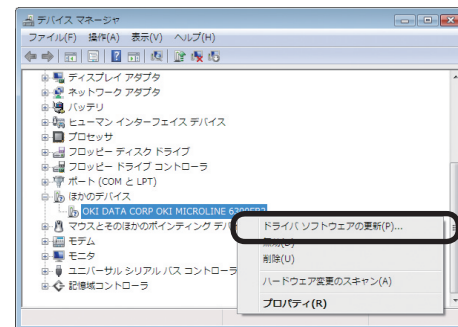 デバイス マネージャ
ファイル(F) 操作(A) 表示(V) ヘルプ(H)
ディスプレイ アダプタ
ネットワーク アダプタ
バッテリ
ヒューマン インターフェイス デバイス
プロセッサ
フロッピー ディスク ドライブ
フロッピー ドライブ コントローラ
ポート (COM と LPT)
ほかのデバイス
OKI DATA CORP OKI MICROLINE
マウスとそのほかのポインティング デバ
ドライバ ソフトウェアの更新(P)...
モデム
削除(U)
モニタ
ユニバーサル シリアル バス コントローラ
ハードウェア変更のスキャン(A)
記憶域コントローラ
プロパティ(R)